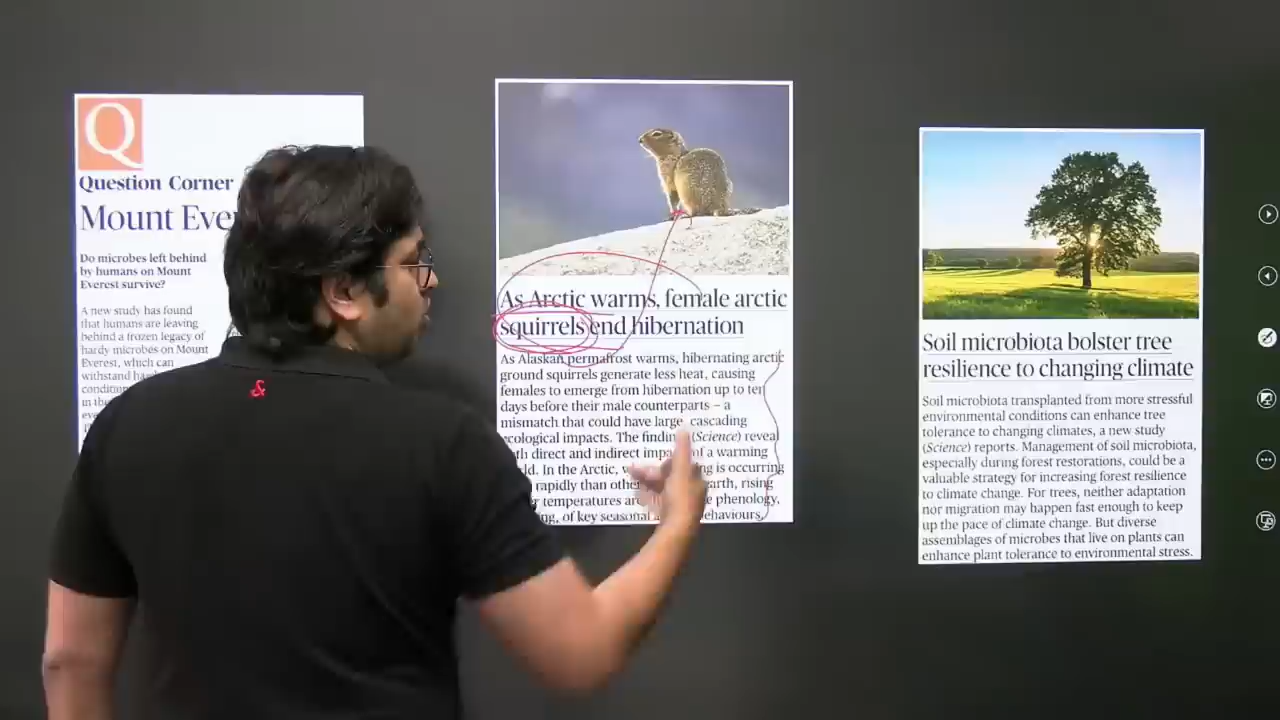 Q
Question Corner
Mount
Do microbes left behind
by humans on Mount
Everest survive?
A new study has found
that humans are leaving
behind a frozen legacy of
hardy microbes on Mount
Everest, which can
withstand
in
As Arctic warms, female arctic
squirrels end hibernation
As Alaskan permafrost warms, hibernating arctic
ground squirrels generate less heat, causing
females to emerge from hibernation up to ten
days before their male counterparts – a
mismatch that could have large, cascading
ecological impacts. The (Science) reveal
direct and indirect of a warming
In the Arctic, is occurring
rapidly than rising
temperatures phenology,
of key seasonal
Soil microbiota bolster tree
resilience to changing climate
Soil microbiota transplanted from more stressful
environmental conditions can enhance tree
tolerance to changing climates, a new study
(Science) reports. Management of soil microbiota,
especially during forest restorations, could be a
valuable strategy for increasing forest resilience
to climate change. For trees, neither adaptation
nor migration may happen fast enough to keep
up the pace of climate change. But diverse
assemblages of microbes that live on plants can
enhance plant tolerance to environmental stress.